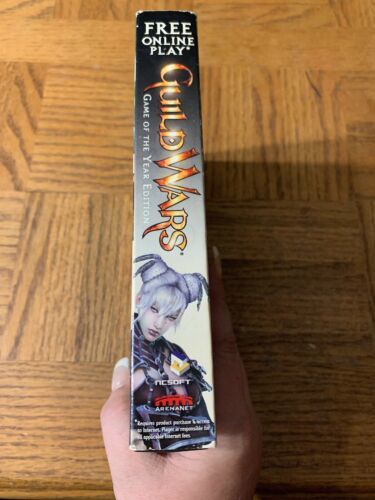 FREE
ONLINE
PLAY*
GUILD WARS®
GAME OF THE YEAR EDITION
NCSOFT
ARENANET
*Requires product purchase & access
to Internet. Player is responsible for
all applicable Internet fees.